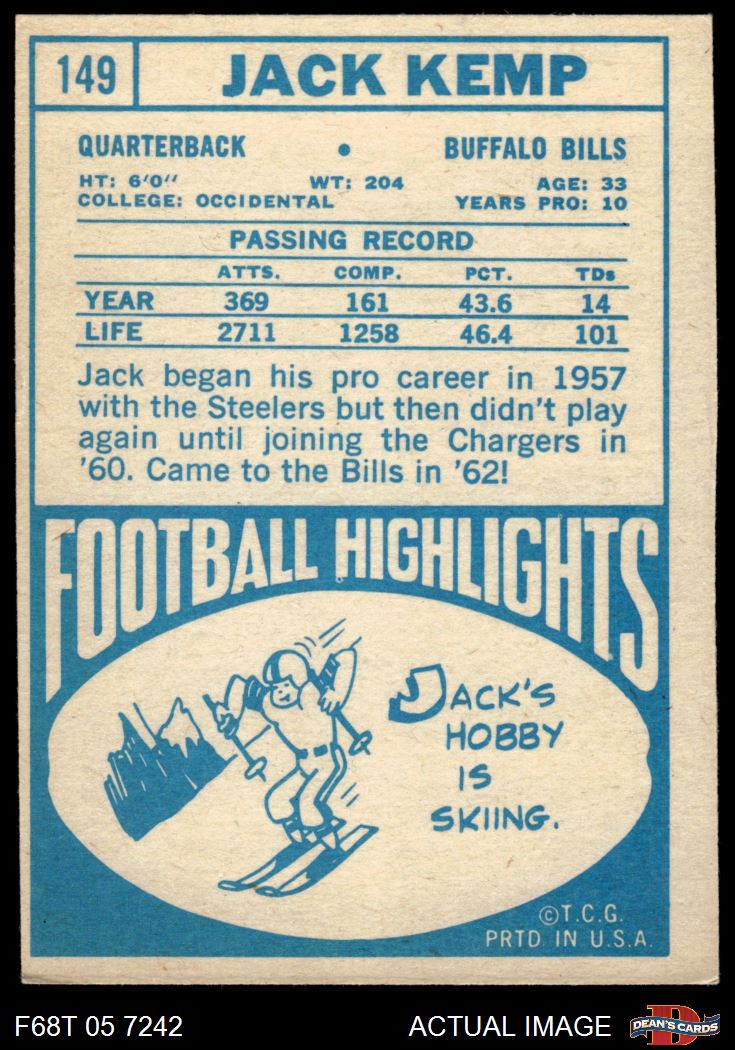 149 JACK KEMP
QUARTERBACK • BUFFALO BILLS
HT: 6'0'' WT: 204 AGE: 33
COLLEGE: OCCIDENTAL YEARS PRO: 10
PASSING RECORD
ATTS. COMP. PCT. TDs
YEAR 369 161 43.6 14
LIFE 2711 1258 46.4 101
Jack began his pro career in 1957
with the Steelers but then didn't play
again until joining the Chargers in
'60. Came to the Bills in '62!
FOOTBALL HIGHLIGHTS
JACK'S
HOBBY
IS
SKIING.
©T.C.G.
PRTD IN U.S.A.
F68T 05 7242 ACTUAL IMAGE D DEAN'S CARDS